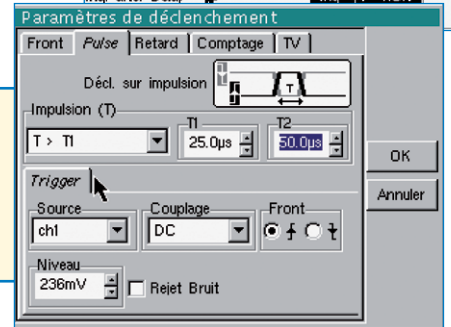 Paramètres de déclenchement
Front Pulse Retard Comptage TV
Décl. sur impulsion
T
Impulsion (T)
T1 T2
T > T1 25.0µs 50.0µs
OK
Trigger
Annuler
Source Couplage Front
ch1 DC
Niveau
236mV Rejet Bruit